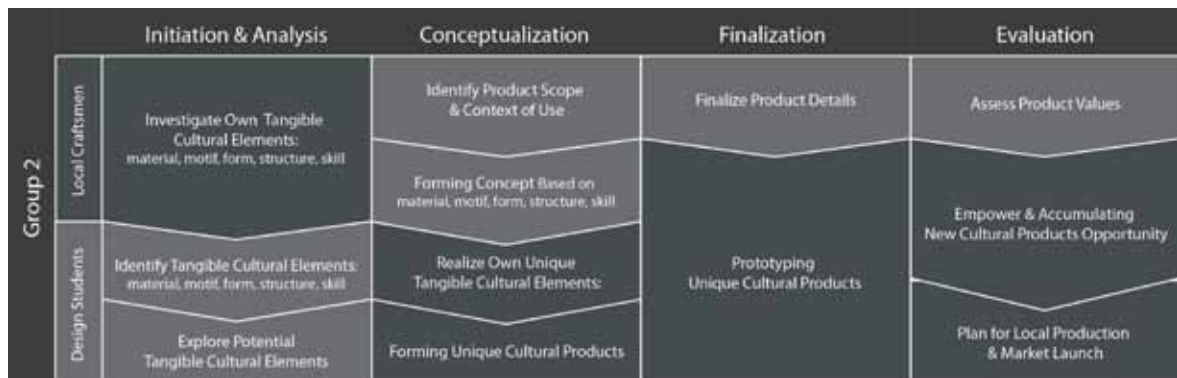 Initiation & Analysis
Conceptualization
Finalization
Evaluation
Group 2
Local Craftsmen
Design Students
Investigate Own Tangible
Cultural Elements:
material, motif, form, structure, skill
Identify Tangible Cultural Elements:
material, motif, form, structure, skill
Explore Potential
Tangible Cultural Elements
Identify Product Scope
& Context of Use
Forming Concept Based on
material, motif, form, structure, skill
Realize Own Unique
Tangible Cultural Elements:
Forming Unique Cultural Products
Finalize Product Details
Prototyping
Unique Cultural Products
Assess Product Values
Empower & Accumulating
New Cultural Products Opportunity
Plan for Local Production
& Market Launch